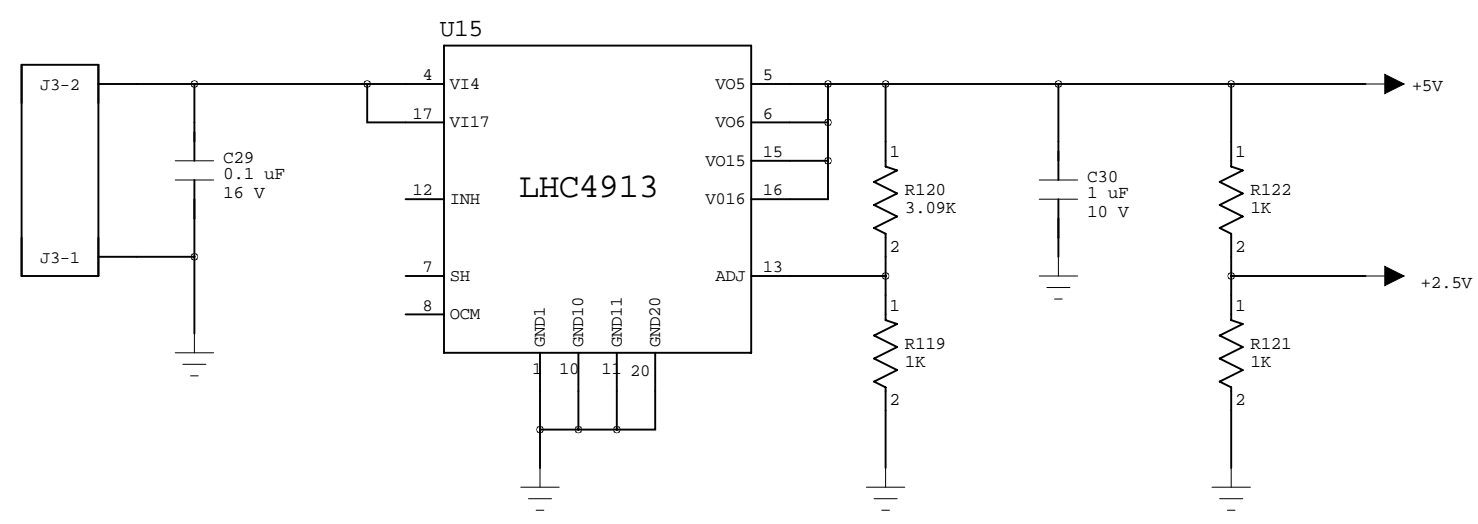 U15
J3-2
4
VI4
VO5
5
+5V
17
VI17
VO6
6
C29
0.1 uF
16 V
VO15
15
1
R120
3.09K
2
C30
1 uF
10 V
1
R122
1K
2
12
INH
LHC4913
V016
16
J3-1
7
SH
ADJ
13
+2.5V
8
OCM
GND1
GND10
GND11
GND20
1
10
11
20
1
R119
1K
2
1
R121
1K
2